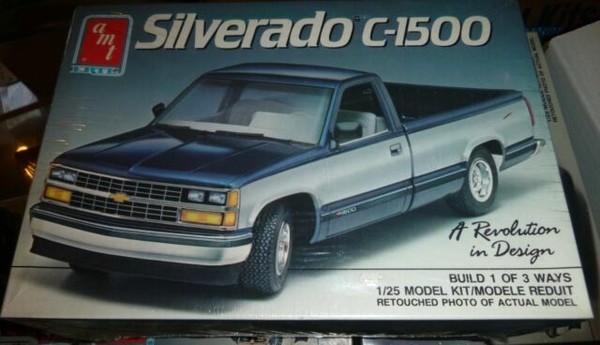 amt
ERTL
Silverado C-1500
A Revolution
in Design
BUILD 1 OF 3 WAYS
1/25 MODEL KIT/MODELE REDUIT
RETOUCHED PHOTO OF ACTUAL MODEL